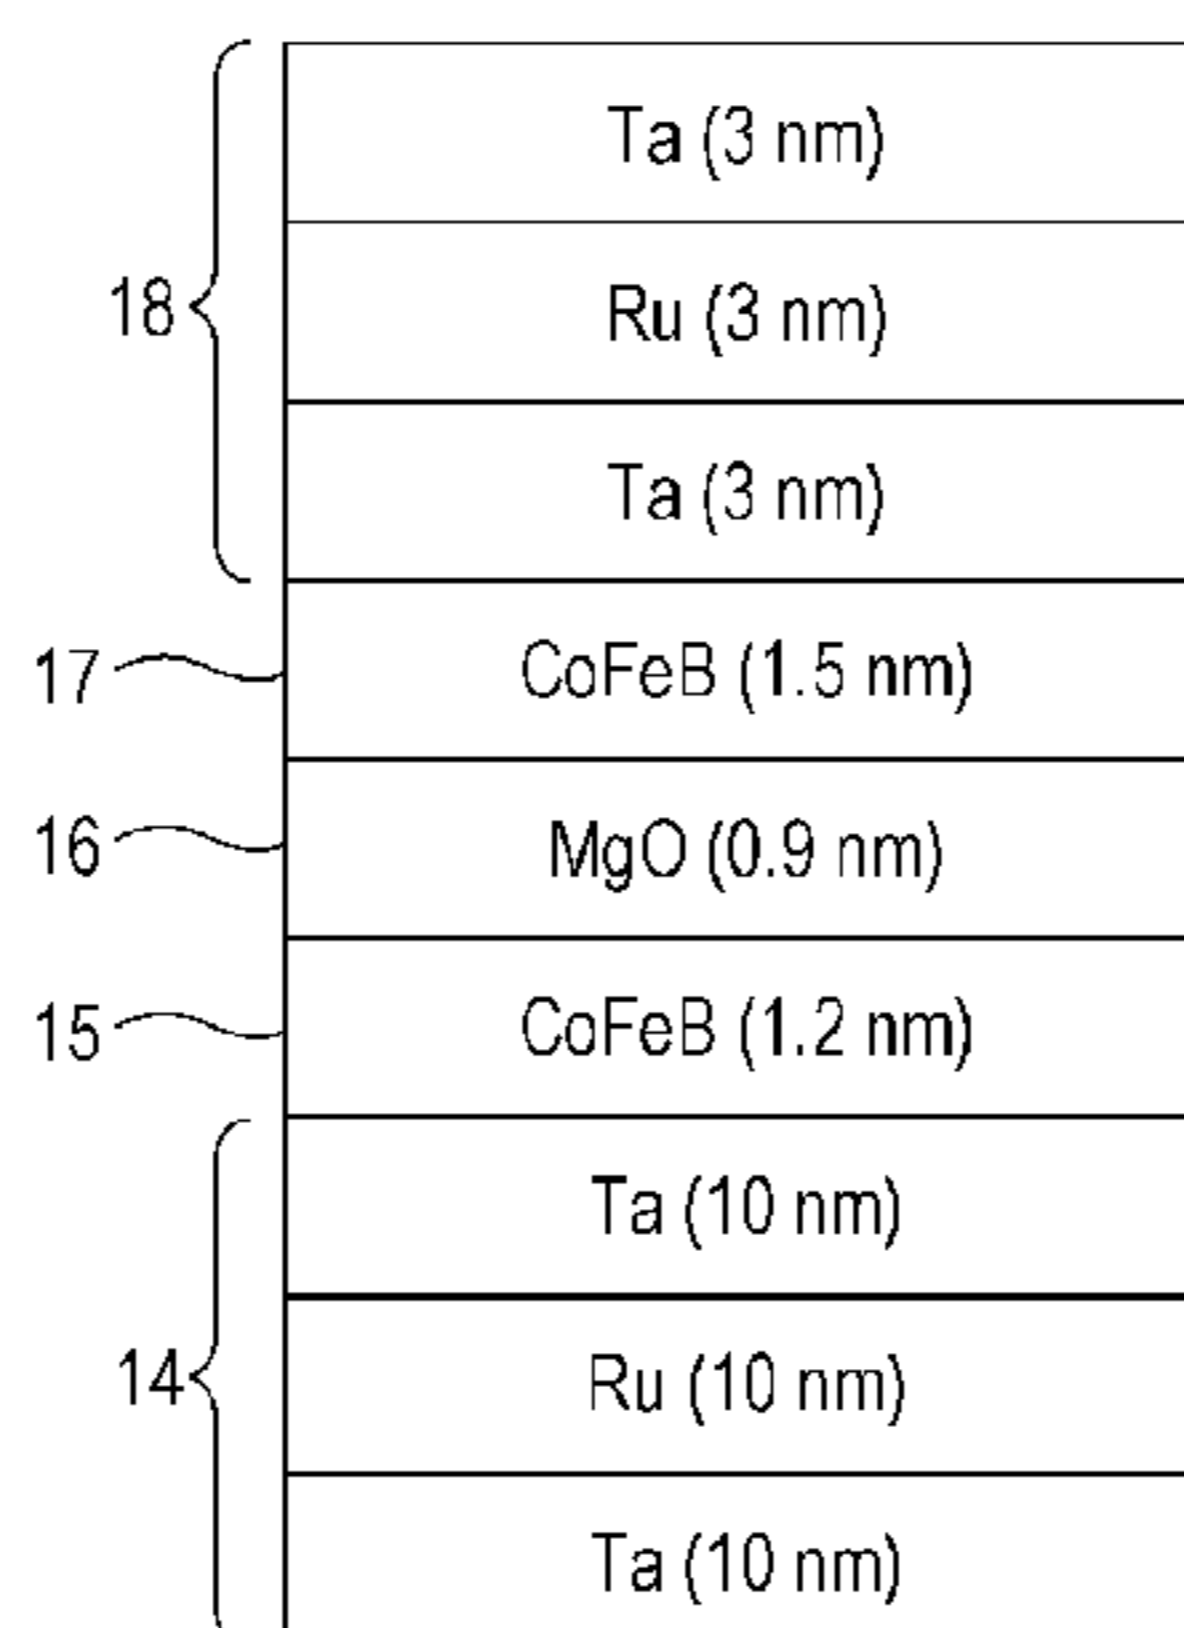 Ta (3 nm)
18
Ru (3 nm)
Ta (3 nm)
17
CoFeB (1.5 nm)
16
MgO (0.9 nm)
15
CoFeB (1.2 nm)
Ta (10 nm)
14
Ru (10 nm)
Ta (10 nm)